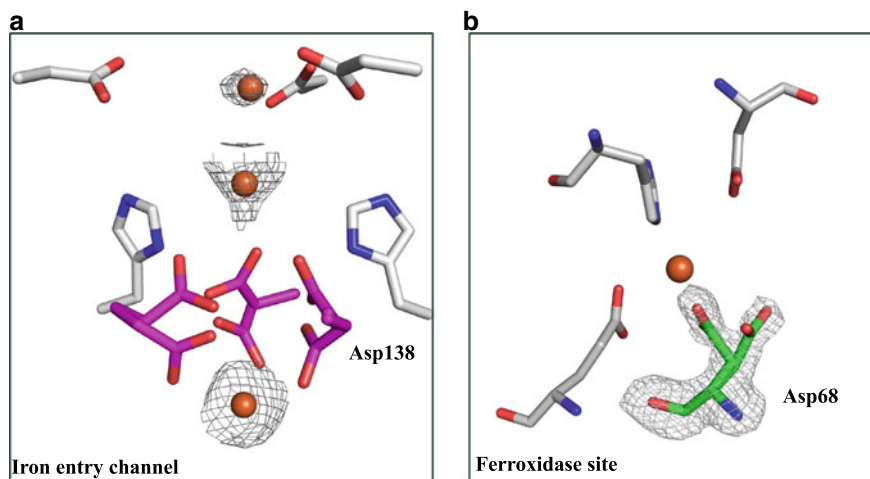 a
b
Asp138
Asp68
Iron entry channel
Ferroxidase site